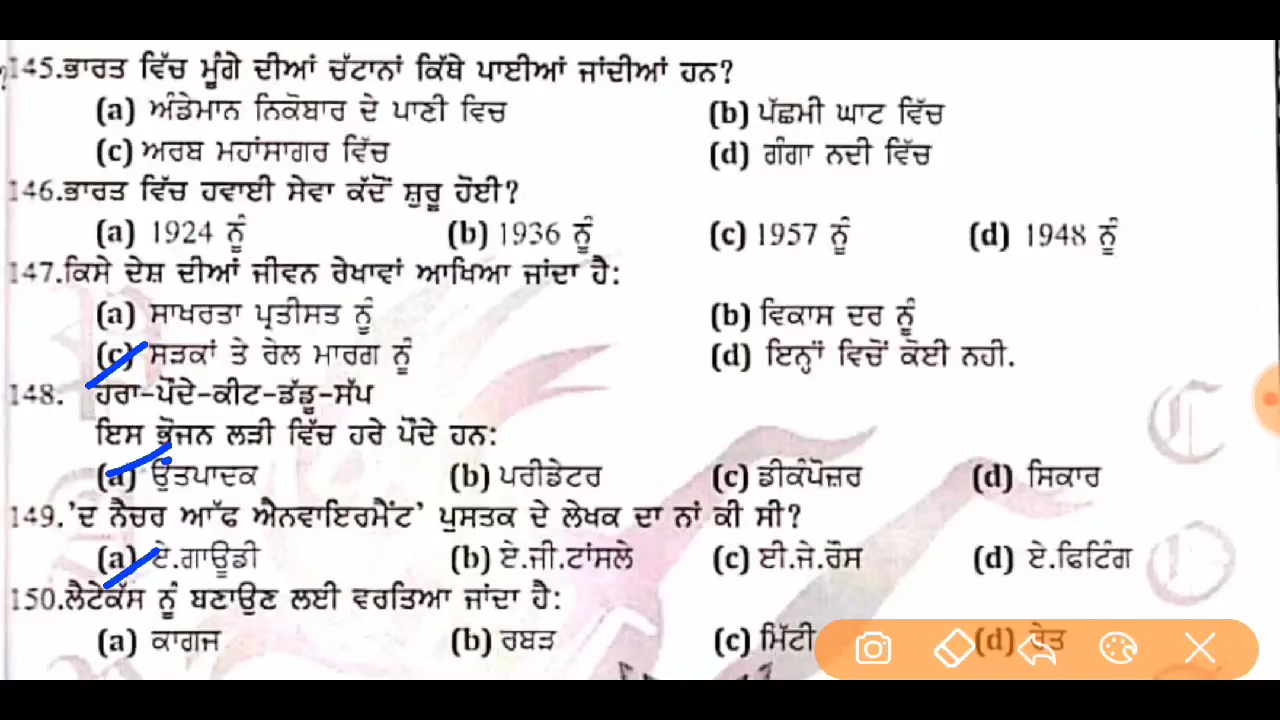 145.ਭਾਰਤ ਵਿੱਚ ਮੂੰਗੇ ਦੀਆਂ ਚੱਟਾਨਾਂ ਕਿੱਥੇ ਪਾਈਆਂ ਜਾਂਦੀਆਂ ਹਨ?
(a) ਅੰਡੇਮਾਨ ਨਿਕੋਬਾਰ ਦੇ ਪਾਣੀ ਵਿਚ (b) ਪੱਛਮੀ ਘਾਟ ਵਿੱਚ
(c) ਅਰਬ ਮਹਾਂਸਾਗਰ ਵਿੱਚ (d) ਗੰਗਾ ਨਦੀ ਵਿੱਚ
146.ਭਾਰਤ ਵਿੱਚ ਹਵਾਈ ਸੇਵਾ ਕੱਦੋਂ ਸ਼ੁਰੂ ਹੋਈ?
(a) 1924 ਨੂੰ (b) 1936 ਨੂੰ (c) 1957 ਨੂੰ (d) 1948 ਨੂੰ
147.ਕਿਸੇ ਦੇਸ਼ ਦੀਆਂ ਜੀਵਨ ਰੇਖਾਵਾਂ ਆਖਿਆ ਜਾਂਦਾ ਹੈ:
(a) ਸਾਖਰਤਾ ਪ੍ਰਤੀਸਤ ਨੂੰ (b) ਵਿਕਾਸ ਦਰ ਨੂੰ
(c) ਸੜਕਾਂ ਤੇ ਰੇਲ ਮਾਰਗ ਨੂੰ (d) ਇਨ੍ਹਾਂ ਵਿਚੋਂ ਕੋਈ ਨਹੀ.
148. ਹਰਾ-ਪੌਦੇ-ਕੀਟ-ਡੱਡੂ-ਸੱਪ
ਇਸ ਭੋਜਨ ਲੜੀ ਵਿੱਚ ਹਰੇ ਪੌਦੇ ਹਨ:
(a) ਉਤਪਾਦਕ (b) ਪਰੀਡੇਟਰ (c) ਡੀਕੰਪੋਜ਼ਰ (d) ਸਿਕਾਰ
149.'ਦ ਨੈਚਰ ਆੱਫ ਐਨਵਾਇਰਮੈਂਟ' ਪੁਸਤਕ ਦੇ ਲੇਖਕ ਦਾ ਨਾਂ ਕੀ ਸੀ?
(a) ਏ.ਗਾਊਡੀ (b) ਏ.ਜੀ.ਟਾਂਸਲੇ (c) ਈ.ਜੇ.ਰੌਸ (d) ਏ.ਫਿਟਿੰਗ
150.ਲੈਟੇਕੱਸ ਨੂੰ ਬਣਾਉਣ ਲਈ ਵਰਤਿਆ ਜਾਂਦਾ ਹੈ:
(a) ਕਾਗਜ (b) ਰਬੜ (c) ਮਿੱਟੀ (d) ਰੇਤ